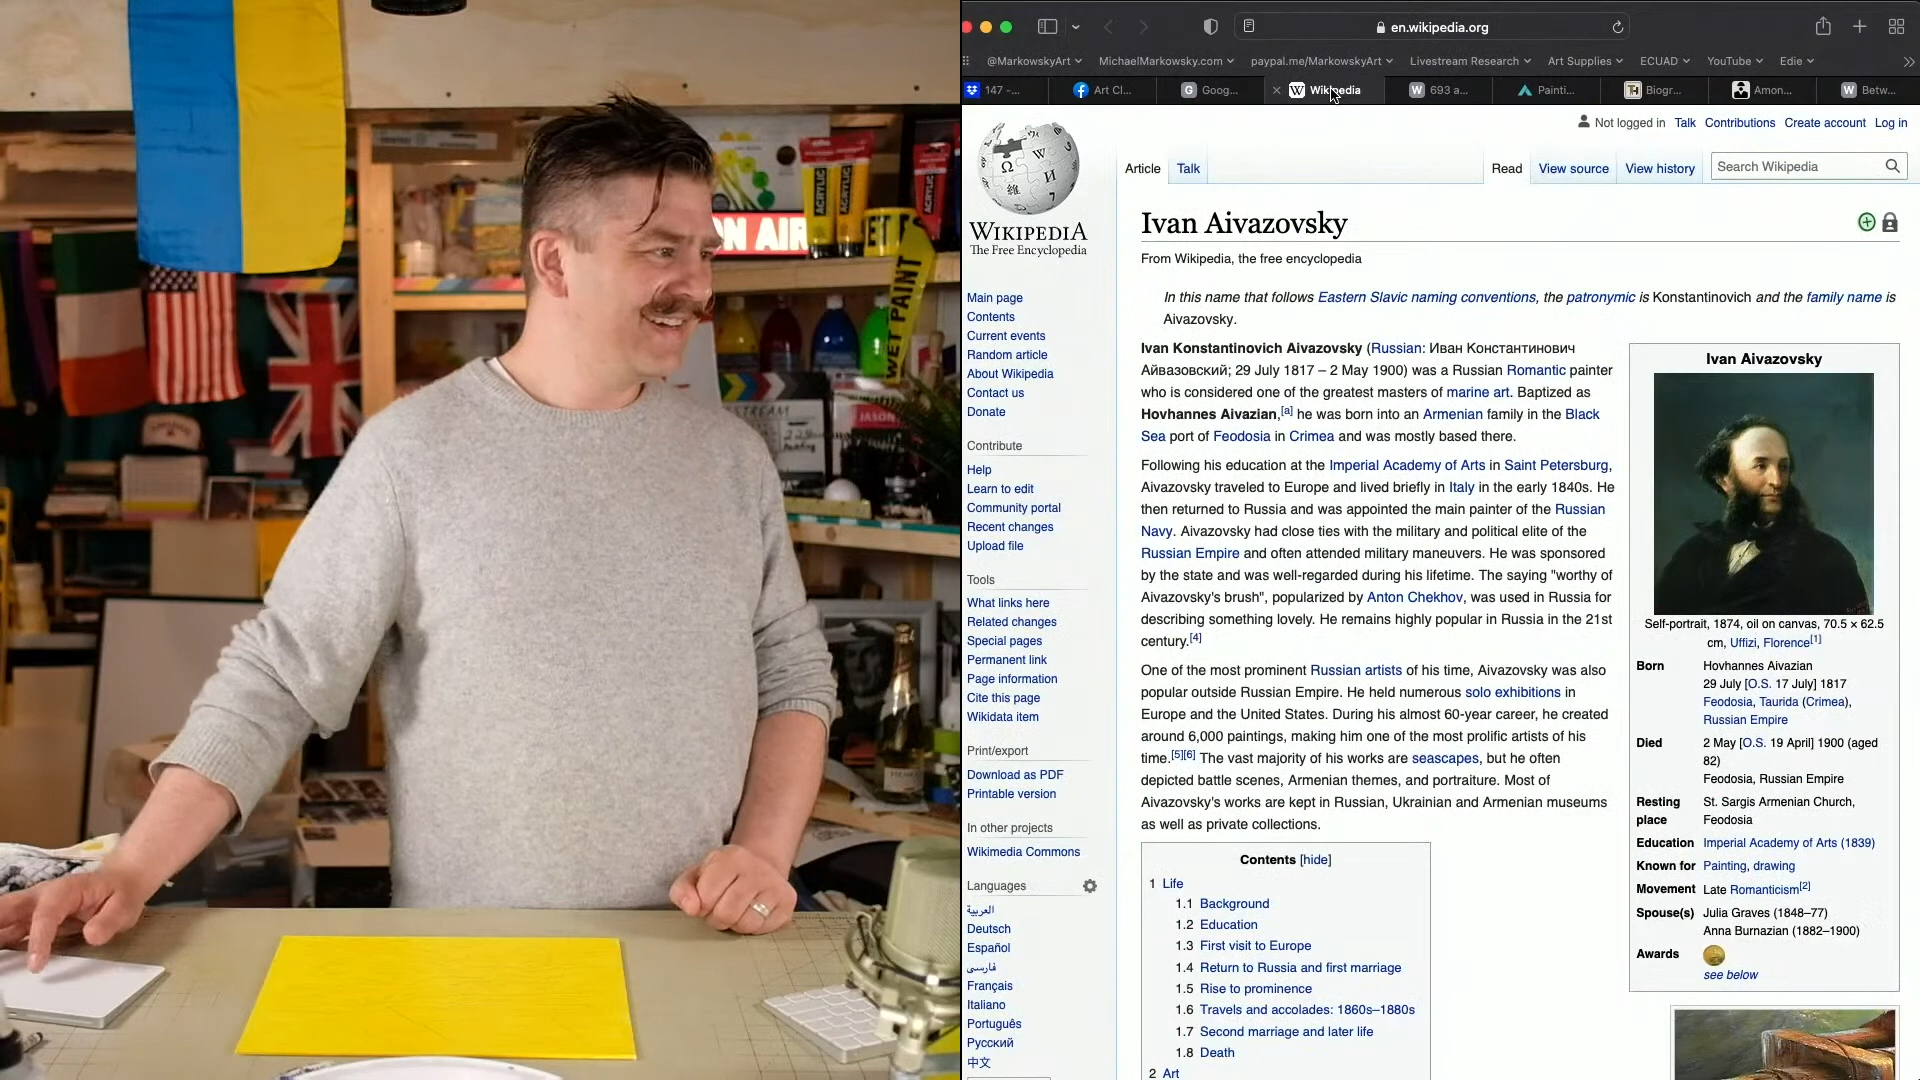 ON AIR
ACRYLIC
ACRYLIC
WET PAINT
JASON
en.wikipedia.org
@MarkowskyArt
MichaelMarkowsky.com
paypal.me/MarkowskyArt
Livestream Research
Art Supplies
ECUAD
YouTube
Edie
147 -...
Art Cl...
Goog...
Wikipedia
693 a...
Painti...
Biogr...
Amon...
Betw...
Not logged in Talk Contributions Create account Log in
Article Talk
Read View source View history
Search Wikipedia
WIKIPEDIA
The Free Encyclopedia
Main page
Contents
Current events
Random article
About Wikipedia
Contact us
Donate
Contribute
Help
Learn to edit
Community portal
Recent changes
Upload file
Tools
What links here
Related changes
Special pages
Permanent link
Page information
Cite this page
Wikidata item
Print/export
Download as PDF
Printable version
In other projects
Wikimedia Commons
Languages
العربية
Deutsch
Español
فارسی
Français
Italiano
Português
Русский
中文
Ivan Aivazovsky
From Wikipedia, the free encyclopedia
In this name that follows Eastern Slavic naming conventions, the patronymic is Konstantinovich and the family name is
Aivazovsky.
Ivan Konstantinovich Aivazovsky (Russian: Иван Константинович
Айвазовский; 29 July 1817 – 2 May 1900) was a Russian Romantic painter
who is considered one of the greatest masters of marine art. Baptized as
Hovhannes Aivazian,[a] he was born into an Armenian family in the Black
Sea port of Feodosia in Crimea and was mostly based there.
Following his education at the Imperial Academy of Arts in Saint Petersburg,
Aivazovsky traveled to Europe and lived briefly in Italy in the early 1840s. He
then returned to Russia and was appointed the main painter of the Russian
Navy. Aivazovsky had close ties with the military and political elite of the
Russian Empire and often attended military maneuvers. He was sponsored
by the state and was well-regarded during his lifetime. The saying "worthy of
Aivazovsky's brush", popularized by Anton Chekhov, was used in Russia for
describing something lovely. He remains highly popular in Russia in the 21st
century.[4]
One of the most prominent Russian artists of his time, Aivazovsky was also
popular outside Russian Empire. He held numerous solo exhibitions in
Europe and the United States. During his almost 60-year career, he created
around 6,000 paintings, making him one of the most prolific artists of his
time.[5][6] The vast majority of his works are seascapes, but he often
depicted battle scenes, Armenian themes, and portraiture. Most of
Aivazovsky's works are kept in Russian, Ukrainian and Armenian museums
as well as private collections.
Contents [hide]
1 Life
1.1 Background
1.2 Education
1.3 First visit to Europe
1.4 Return to Russia and first marriage
1.5 Rise to prominence
1.6 Travels and accolades: 1860s–1880s
1.7 Second marriage and later life
1.8 Death
2 Art
Ivan Aivazovsky
Self-portrait, 1874, oil on canvas, 70.5 × 62.5
cm, Uffizi, Florence[1]
Born Hovhannes Aivazian
29 July [O.S. 17 July] 1817
Feodosia, Taurida (Crimea),
Russian Empire
Died 2 May [O.S. 19 April] 1900 (aged
82)
Feodosia, Russian Empire
Resting place St. Sargis Armenian Church,
Feodosia
Education Imperial Academy of Arts (1839)
Known for Painting, drawing
Movement Late Romanticism[2]
Spouse(s) Julia Graves (1848–77)
Anna Burnazian (1882–1900)
Awards
see below